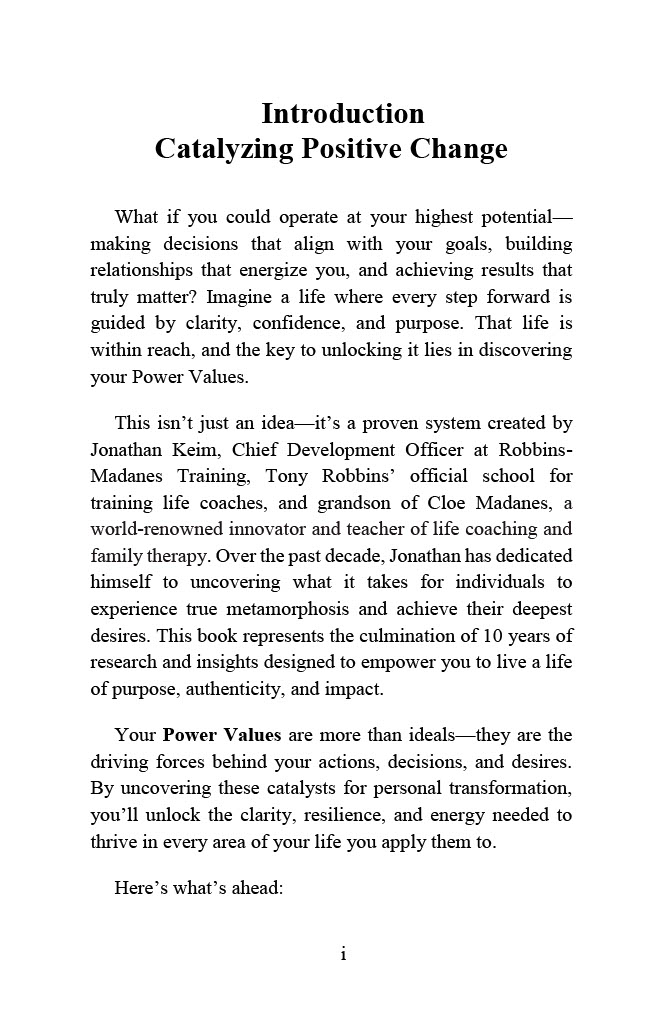 Introduction
Catalyzing Positive Change
What if you could operate at your highest potential—
making decisions that align with your goals, building
relationships that energize you, and achieving results that
truly matter? Imagine a life where every step forward is
guided by clarity, confidence, and purpose. That life is
within reach, and the key to unlocking it lies in discovering
your Power Values.
This isn’t just an idea—it’s a proven system created by
Jonathan Keim, Chief Development Officer at Robbins-
Madanes Training, Tony Robbins’ official school for
training life coaches, and grandson of Cloe Madanes, a
world-renowned innovator and teacher of life coaching and
family therapy. Over the past decade, Jonathan has dedicated
himself to uncovering what it takes for individuals to
experience true metamorphosis and achieve their deepest
desires. This book represents the culmination of 10 years of
research and insights designed to empower you to live a life
of purpose, authenticity, and impact.
Your Power Values are more than ideals—they are the
driving forces behind your actions, decisions, and desires.
By uncovering these catalysts for personal transformation,
you’ll unlock the clarity, resilience, and energy needed to
thrive in every area of your life you apply them to.
Here’s what’s ahead:
i